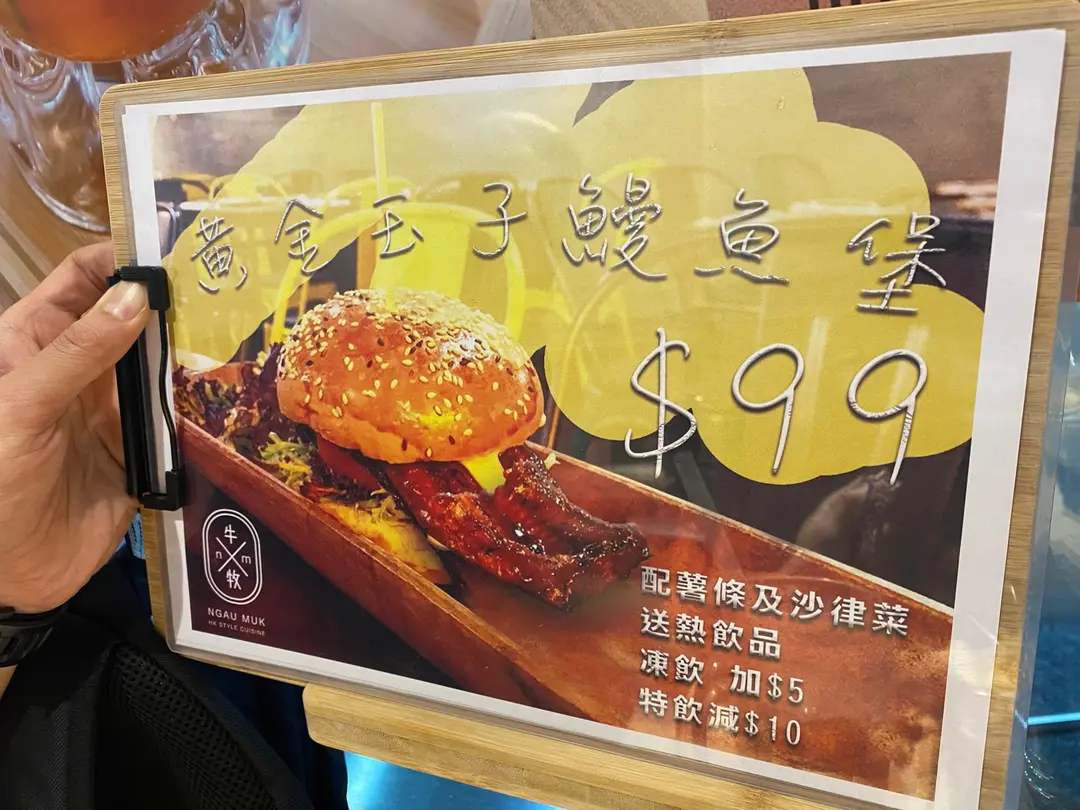 黃金玉子鰻魚堡
$99
配薯條及沙律菜
送熱飲品
凍飲 加$5
特飲減$10
牛
n m
牧
NGAU MUK
HK STYLE CUISINE